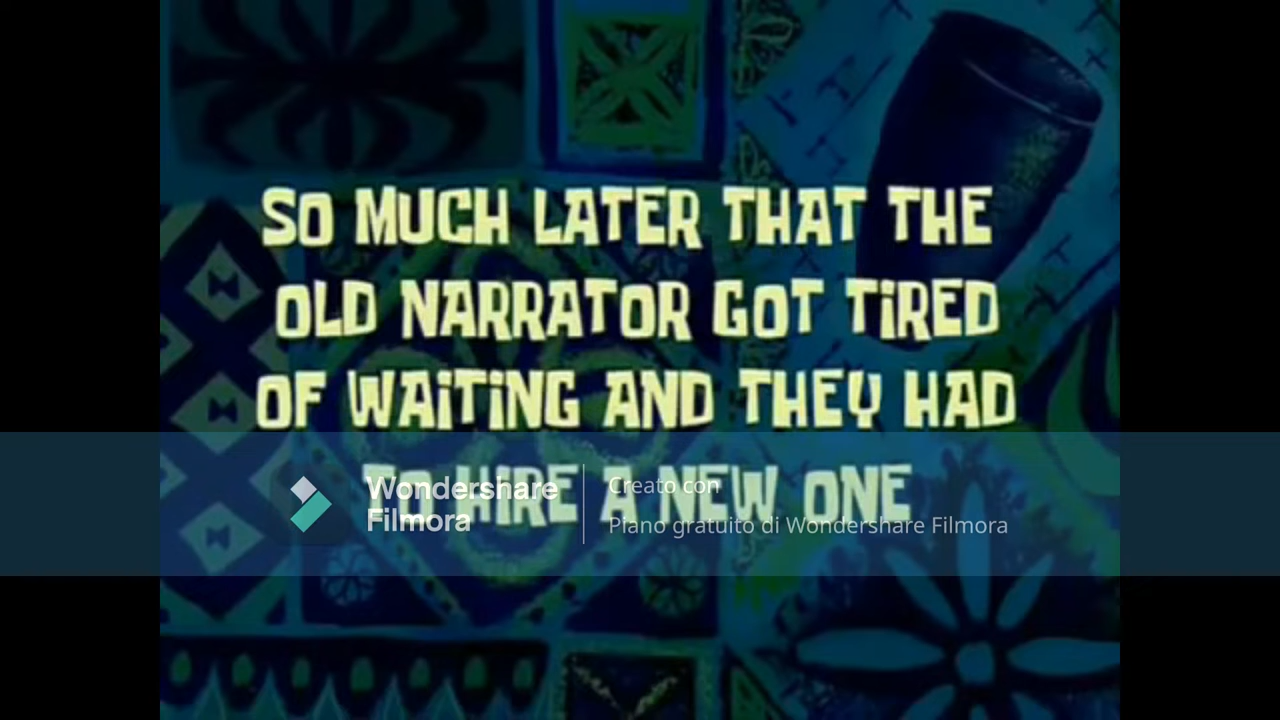 SO MUCH LATER THAT THE
OLD NARRATOR GOT TiRED
OF WAiTiNG AND THEY HAD
TO HiRE A NEW ONE
Wondershare
Filmora
Creato con
Piano gratuito di Wondershare Filmora